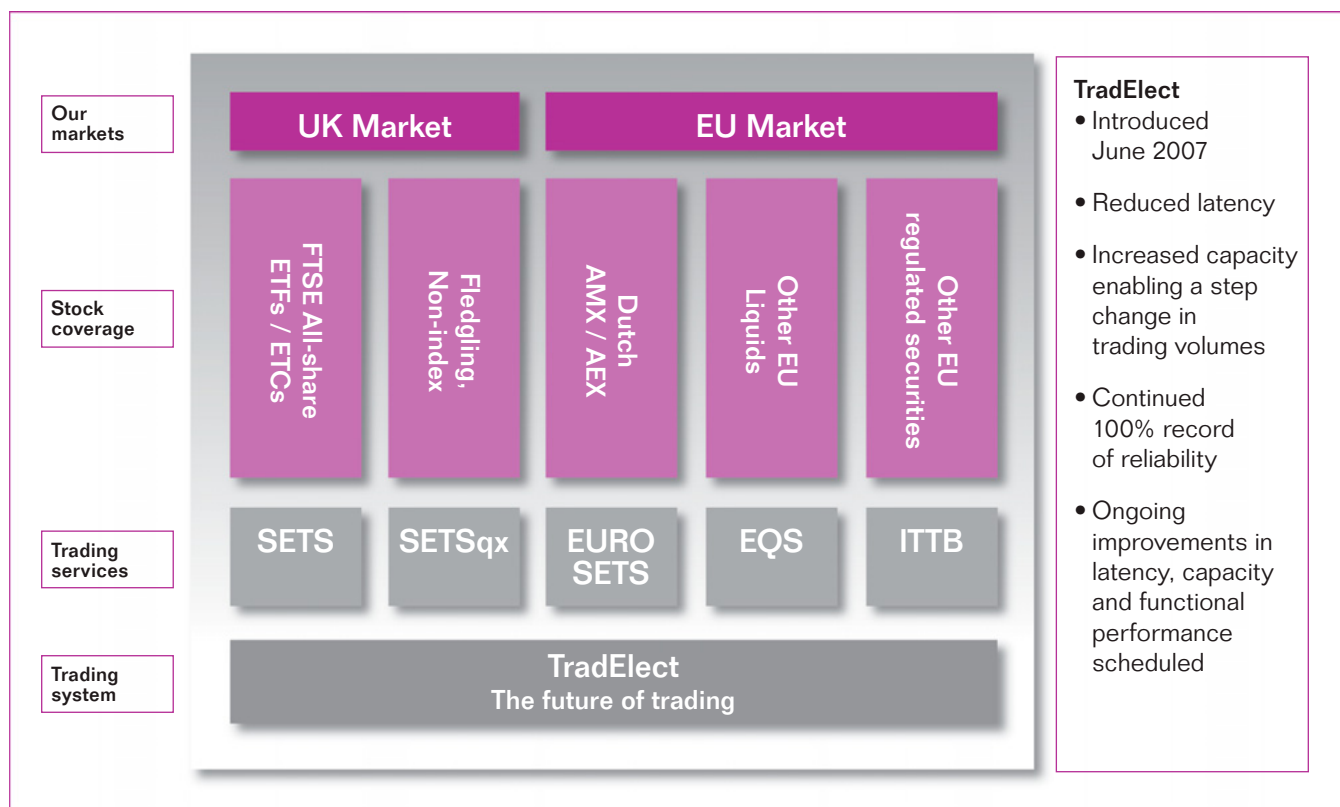 Our
markets
UK Market
EU Market
Stock
coverage
FTSE All-share
ETFs / ETCs
Fledgling,
Non-index
Dutch
AMX / AEX
Other EU
Liquids
Other EU
regulated securities
Trading
services
SETS
SETSqx
EURO
SETS
EQS
ITTB
Trading
system
TradElect
The future of trading
TradElect
• Introduced
June 2007
• Reduced latency
• Increased capacity
enabling a step
change in
trading volumes
• Continued
100% record
of reliability
• Ongoing
improvements in
latency, capacity
and functional
performance
scheduled